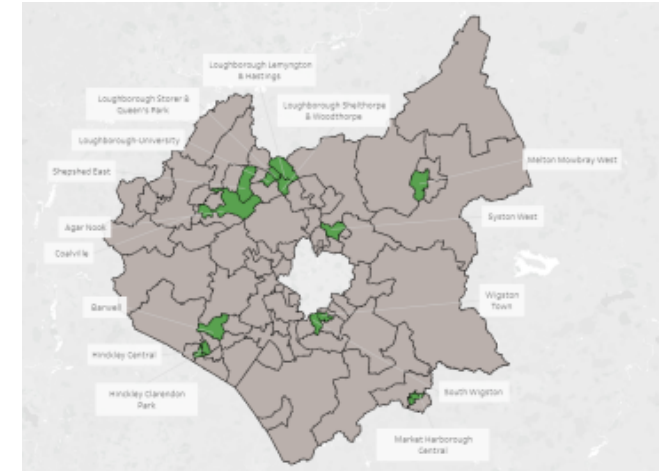 Loughborough Lemyngton
& Hastings
Loughborough Storer &
Queen's Park
Loughborough Shelthorpe
& Woodthorpe
Loughborough-University
Shepshed East
Melton Mowbray West
Syston West
Agar Nook
Coalville
Wigston
Town
Barwell
Hinckley Central
Hinckley Clarendon
Park
South Wigston
Market Harborough
Central